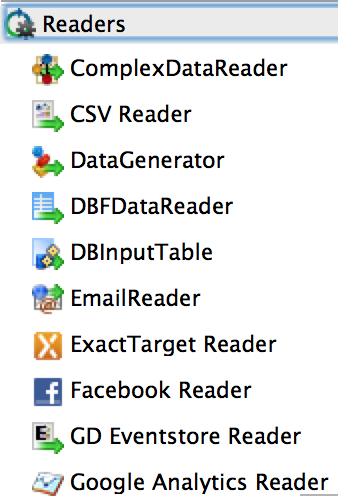 Readers
ComplexDataReader
CSV Reader
DataGenerator
DBFDataReader
DBInputTable
EmailReader
ExactTarget Reader
Facebook Reader
GD Eventstore Reader
Google Analytics Reader